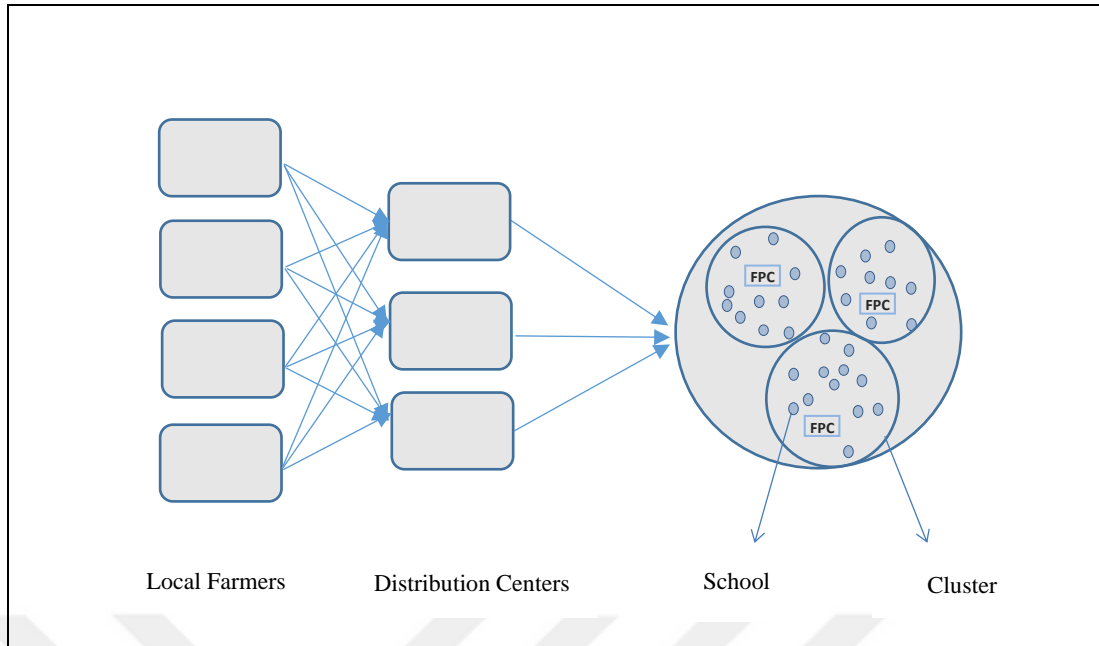 FPC
FPC
FPC
Local Farmers
Distribution Centers
School
Cluster